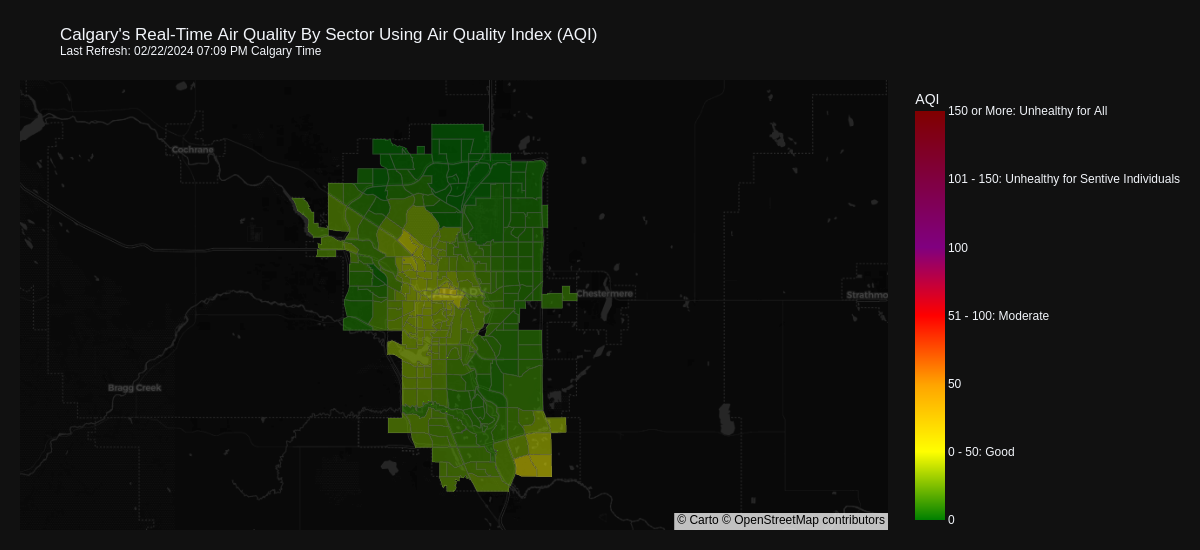 Calgary's Real-Time Air Quality By Sector Using Air Quality Index (AQI)
Last Refresh: 02/22/2024 07:09 PM Calgary Time
AQI
150 or More: Unhealthy for All
101 - 150: Unhealthy for Sentive Individuals
100
51 - 100: Moderate
50
0 - 50: Good
0
Cochrane
CALGARY
Chestermere
Strathmo
Bragg Creek
© Carto © OpenStreetMap contributors